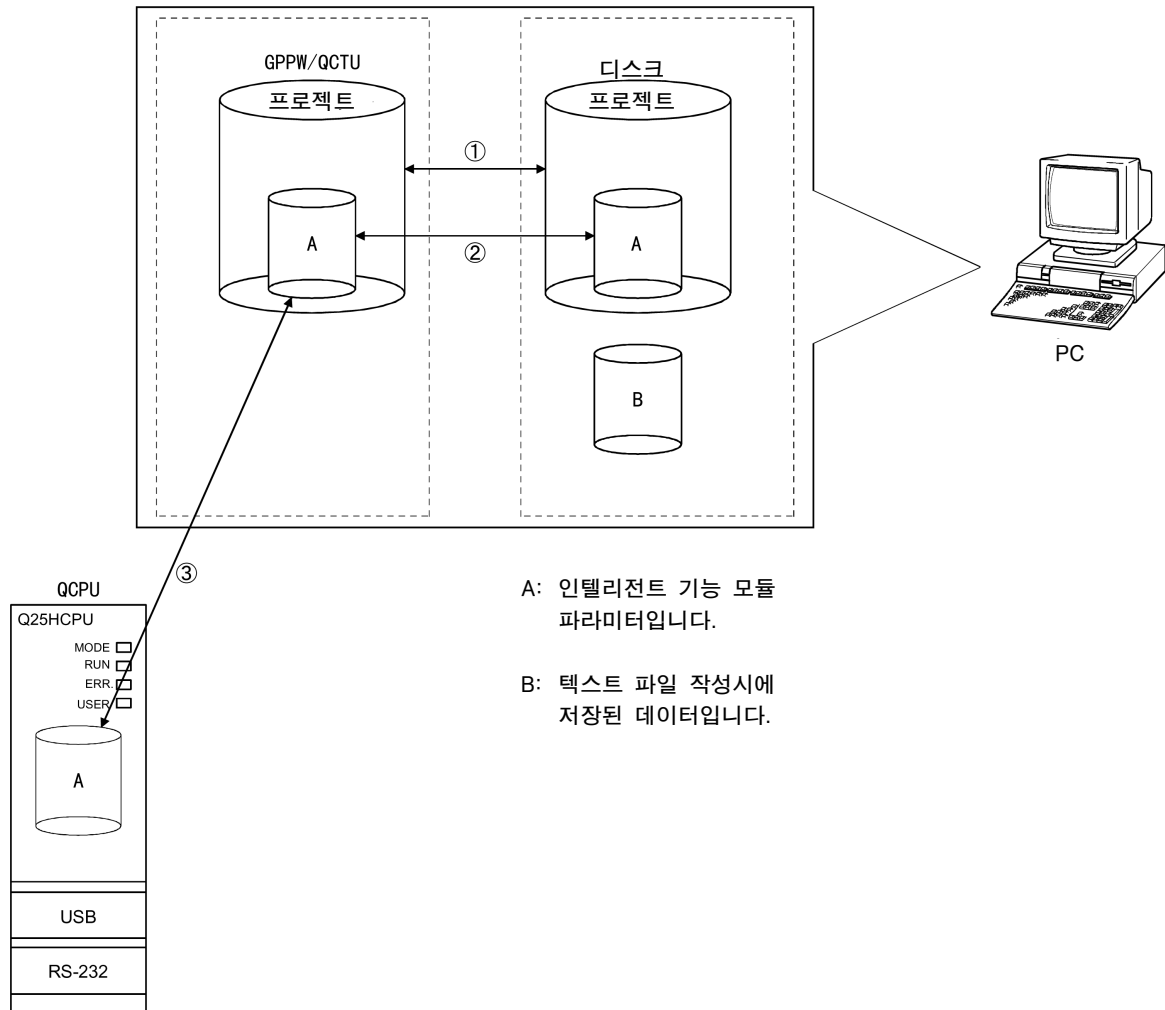 GPPW/QCTU
프로젝트
디스크
프로젝트
①
A
②
A
B
PC
③
QCPU
Q25HCPU
MODE
RUN
ERR.
USER
A
USB
RS-232
A: 인텔리전트 기능 모듈
파라미터입니다.
B: 텍스트 파일 작성시에
저장된 데이터입니다.